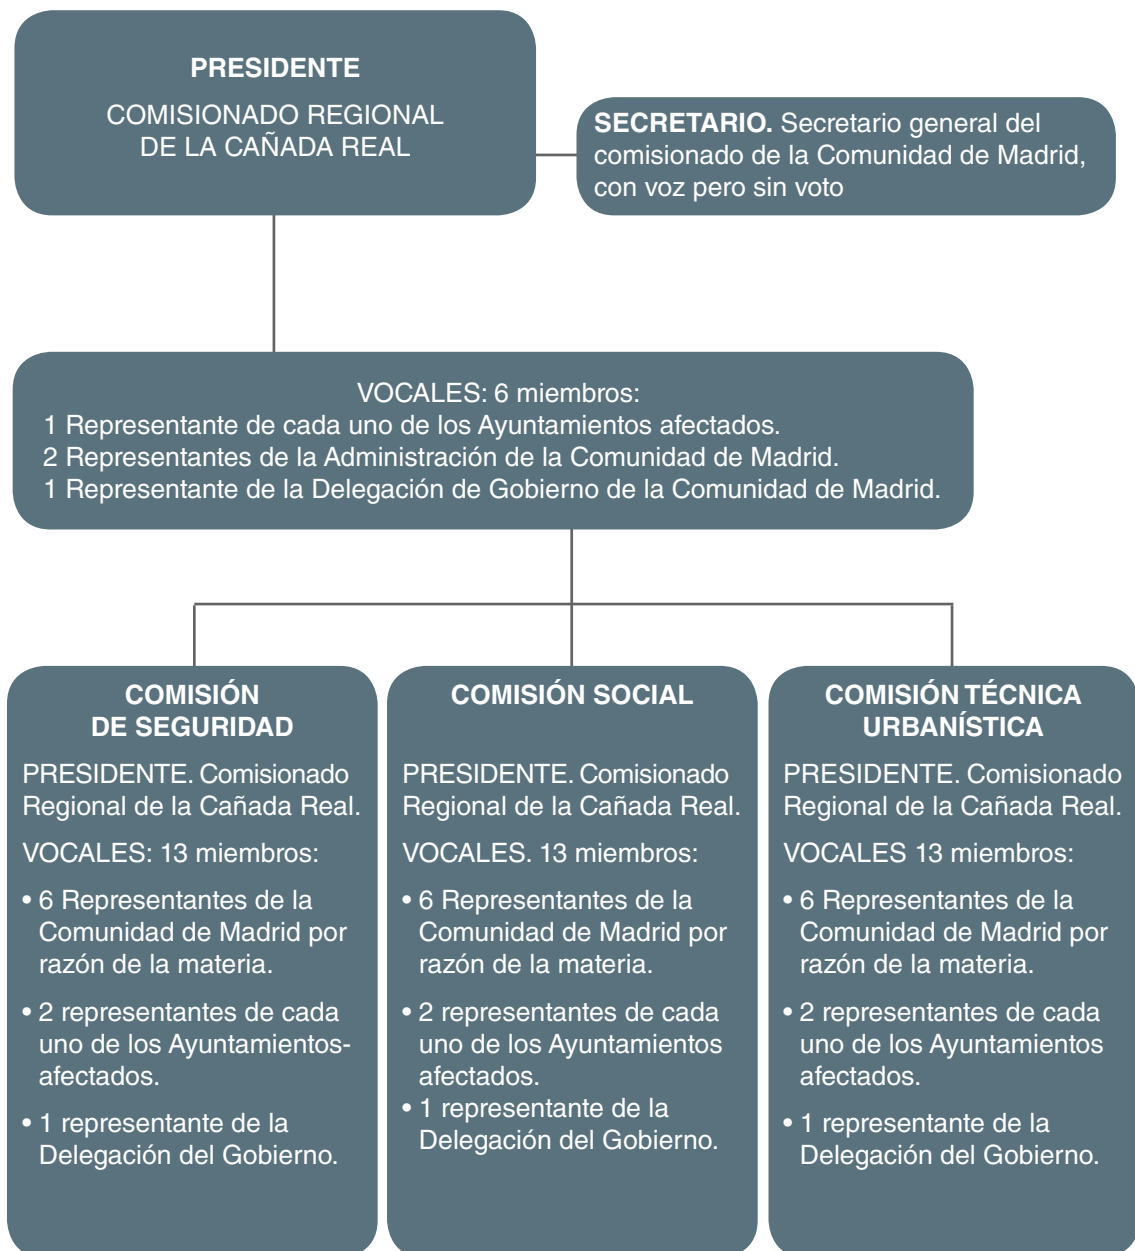 PRESIDENTE
COMISIONADO REGIONAL
DE LA CAÑADA REAL
SECRETARIO. Secretario general del
comisionado de la Comunidad de Madrid,
con voz pero sin voto
VOCALES: 6 miembros:
1 Representante de cada uno de los Ayuntamientos afectados.
2 Representantes de la Administración de la Comunidad de Madrid.
1 Representante de la Delegación de Gobierno de la Comunidad de Madrid.
COMISIÓN
DE SEGURIDAD
PRESIDENTE. Comisionado
Regional de la Cañada Real.
VOCALES: 13 miembros:
• 6 Representantes de la
Comunidad de Madrid por
razón de la materia.
• 2 representantes de cada
uno de los Ayuntamientos-
afectados.
• 1 representante de la
Delegación del Gobierno.
COMISIÓN SOCIAL
PRESIDENTE. Comisionado
Regional de la Cañada Real.
VOCALES. 13 miembros:
• 6 Representantes de la
Comunidad de Madrid por
razón de la materia.
• 2 representantes de cada
uno de los Ayuntamientos
afectados.
• 1 representante de la
Delegación del Gobierno.
COMISIÓN TÉCNICA
URBANÍSTICA
PRESIDENTE. Comisionado
Regional de la Cañada Real.
VOCALES 13 miembros:
• 6 Representantes de la
Comunidad de Madrid por
razón de la materia.
• 2 representantes de cada
uno de los Ayuntamientos
afectados.
• 1 representante de la
Delegación del Gobierno.